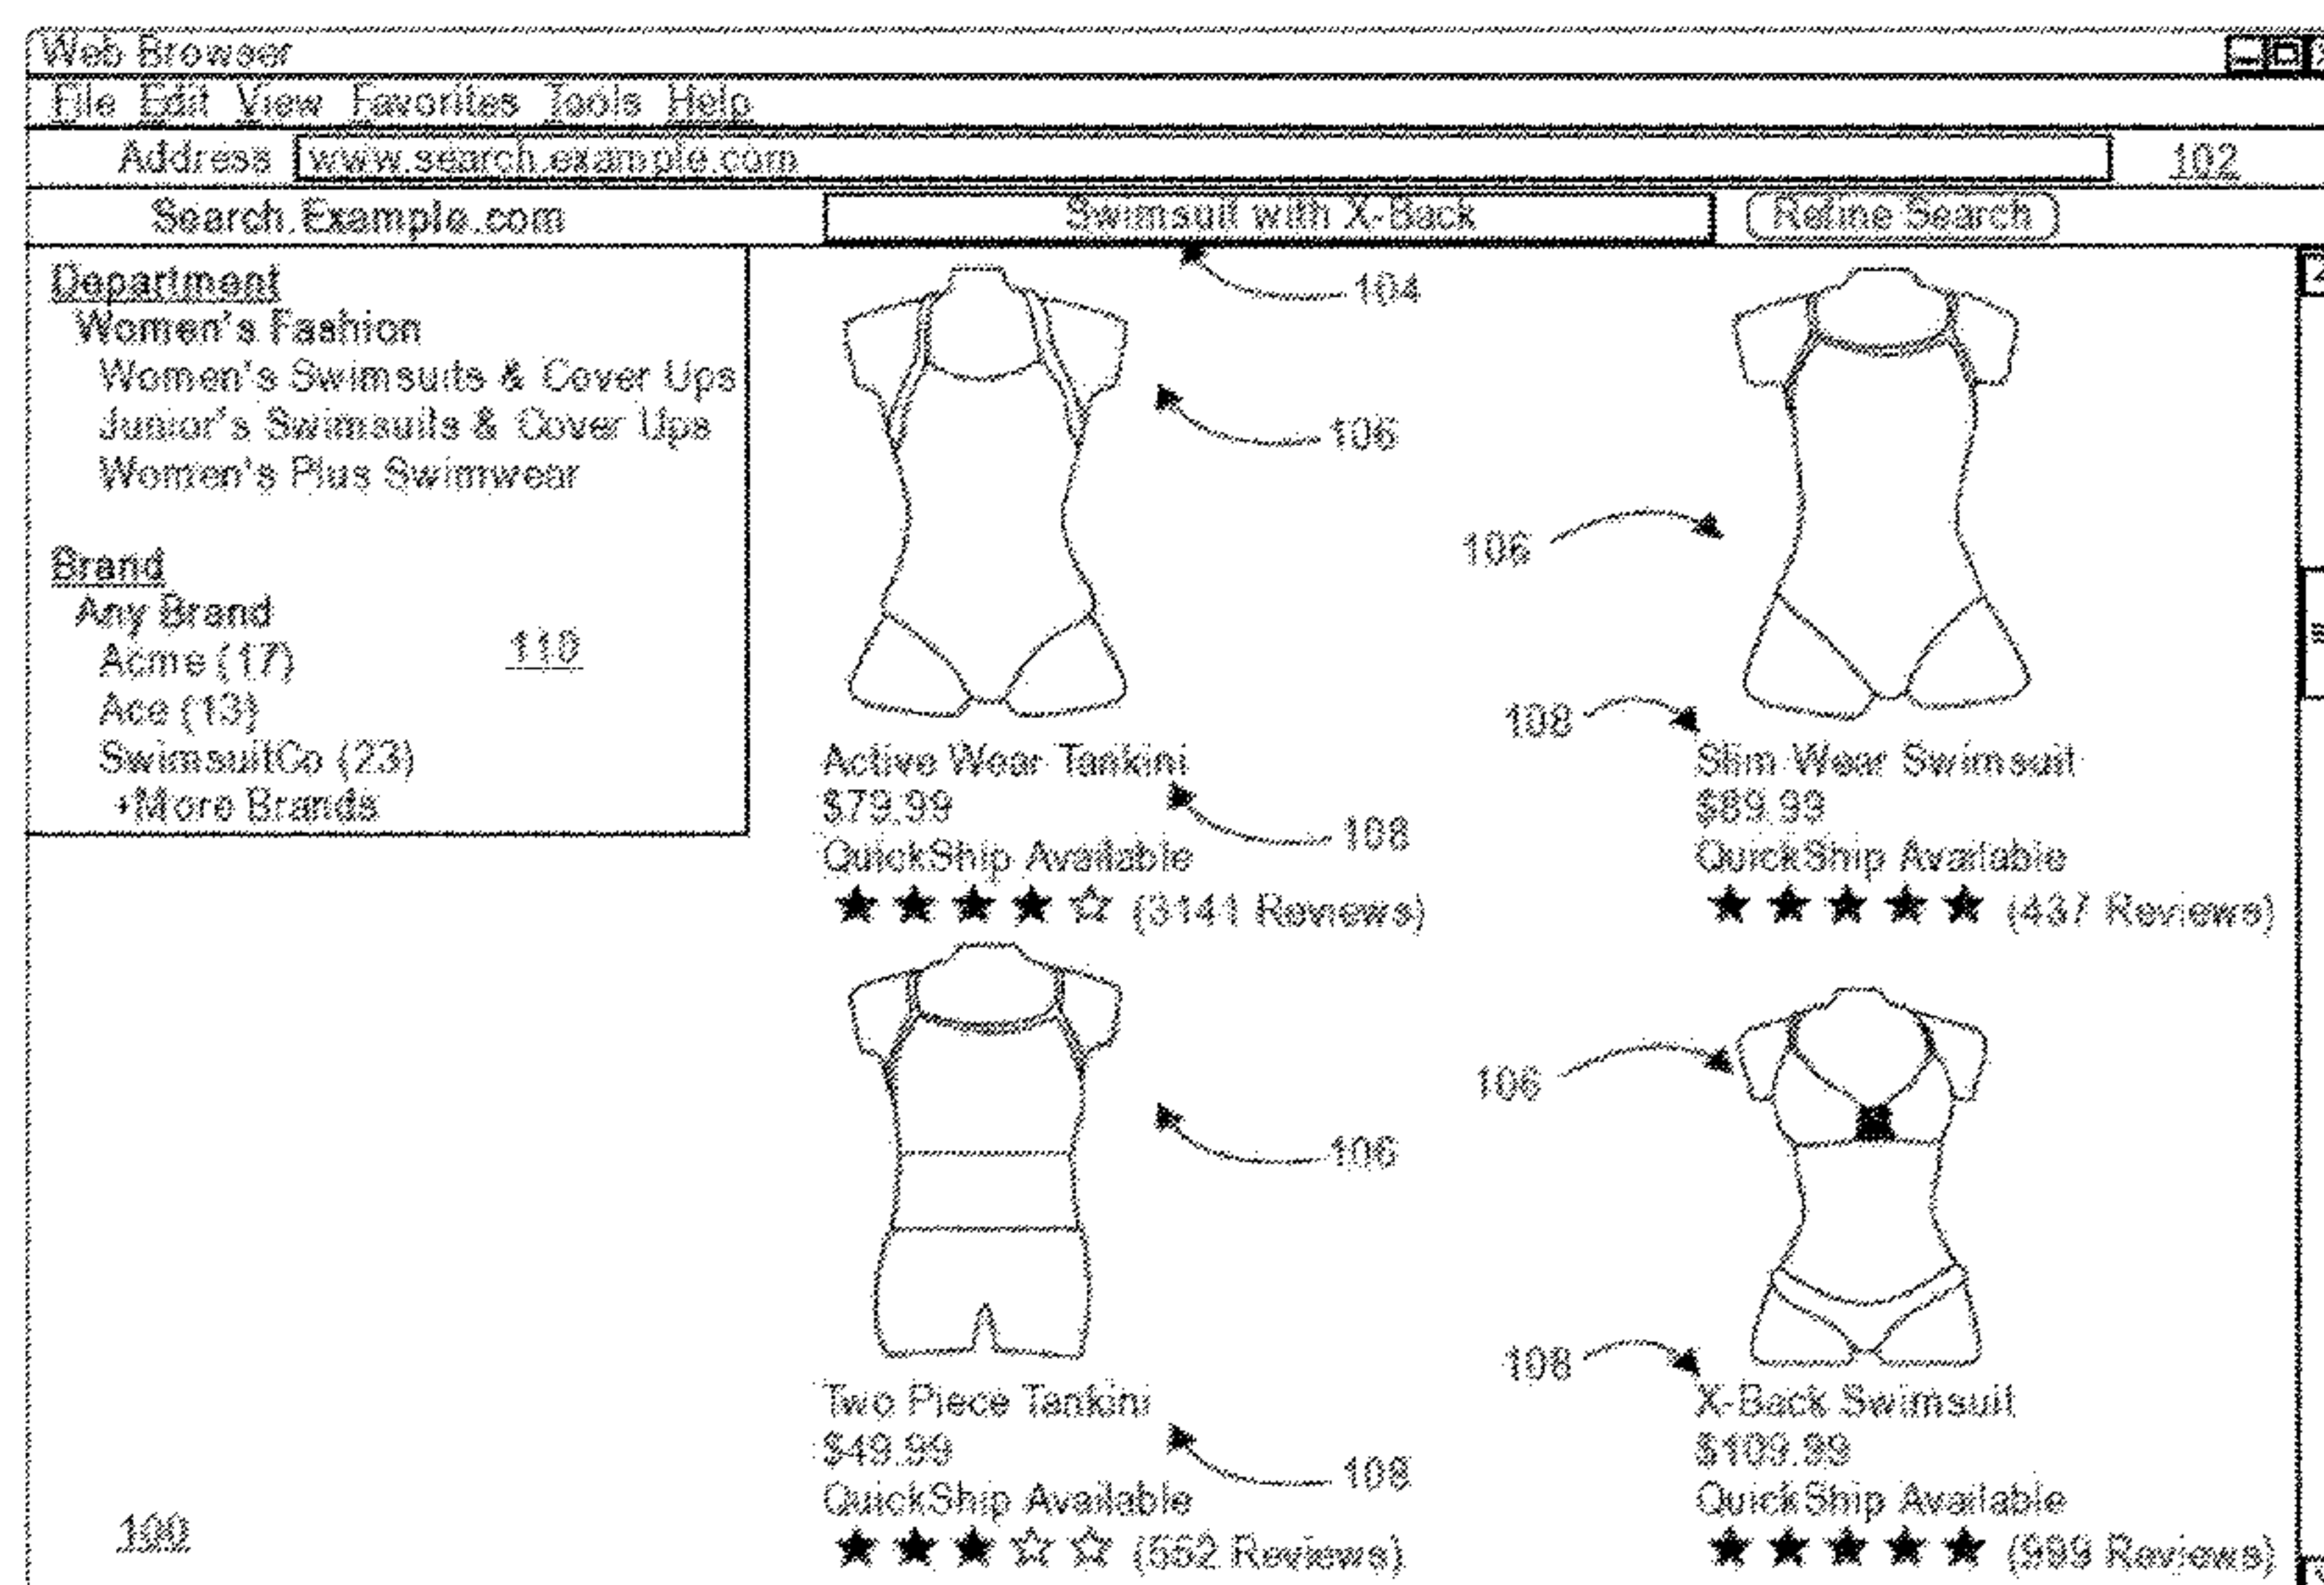 Web Browser
File Edit View Favorites Tools Help
Address www.search.example.com 102
Search.Example.com Swimsuit with X-Back Refine Search
104
Department
Women's Fashion
Women's Swimsuits & Cover Ups
Junior's Swimsuits & Cover Ups
Women's Plus Swimwear
Brand
Any Brand
Acme (17)
Ace (13)
SwimsuitCo (23)
+More Brands
110
106
106
108
Active Wear Tankini
$79.99
QuickShip Available
(3141 Reviews)
108
Slim Wear Swimsuit
$89.99
QuickShip Available
(437 Reviews)
106
106
108
Two Piece Tankini
$49.99
QuickShip Available
(552 Reviews)
108
X-Back Swimsuit
$109.99
QuickShip Available
(999 Reviews)
100